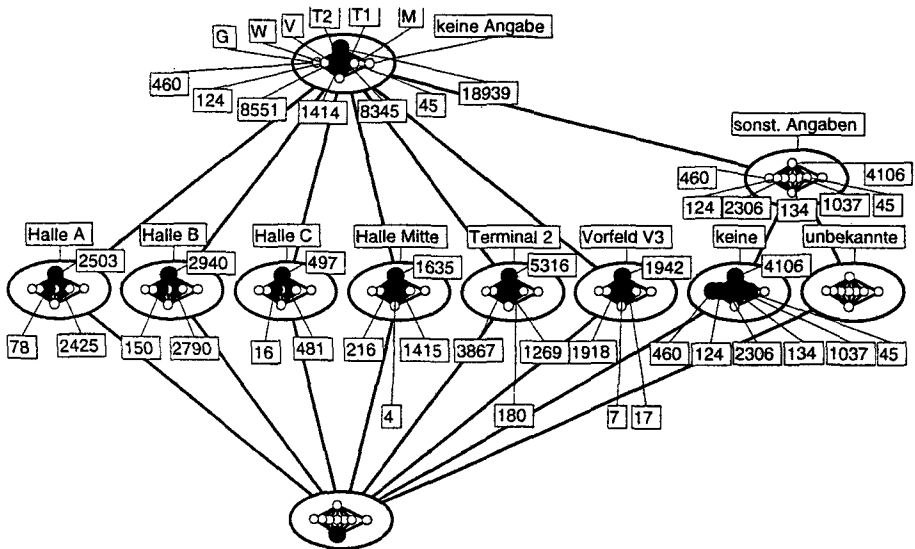 T2 T1 M
G W V keine Angabe
460 18939
124 8551 1414 8345 45
sonst. Angaben
460 4106
124 2306 134 1037 45
Halle A Halle B Halle C Halle Mitte Terminal 2 Vorfeld V3 keine unbekannte
2503 2940 497 1635 5316 1942 4106
78 2425 150 2790 16 481 216 1415 3867 1269 1918 460 124 2306 134 1037 45
4 180 7 17